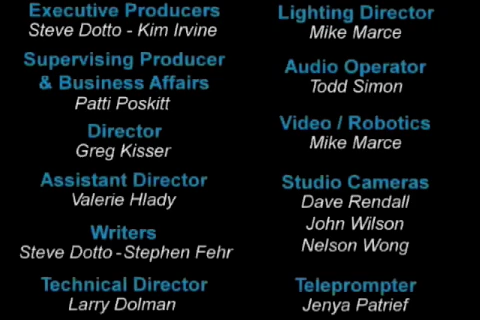 Executive Producers
Steve Dotto - Kim Irvine
Supervising Producer
& Business Affairs
Patti Poskitt
Director
Greg Kisser
Assistant Director
Valerie Hlady
Writers
Steve Dotto - Stephen Fehr
Technical Director
Larry Dolman
Lighting Director
Mike Marce
Audio Operator
Todd Simon
Video / Robotics
Mike Marce
Studio Cameras
Dave Rendall
John Wilson
Nelson Wong
Teleprompter
Jenya Patrief